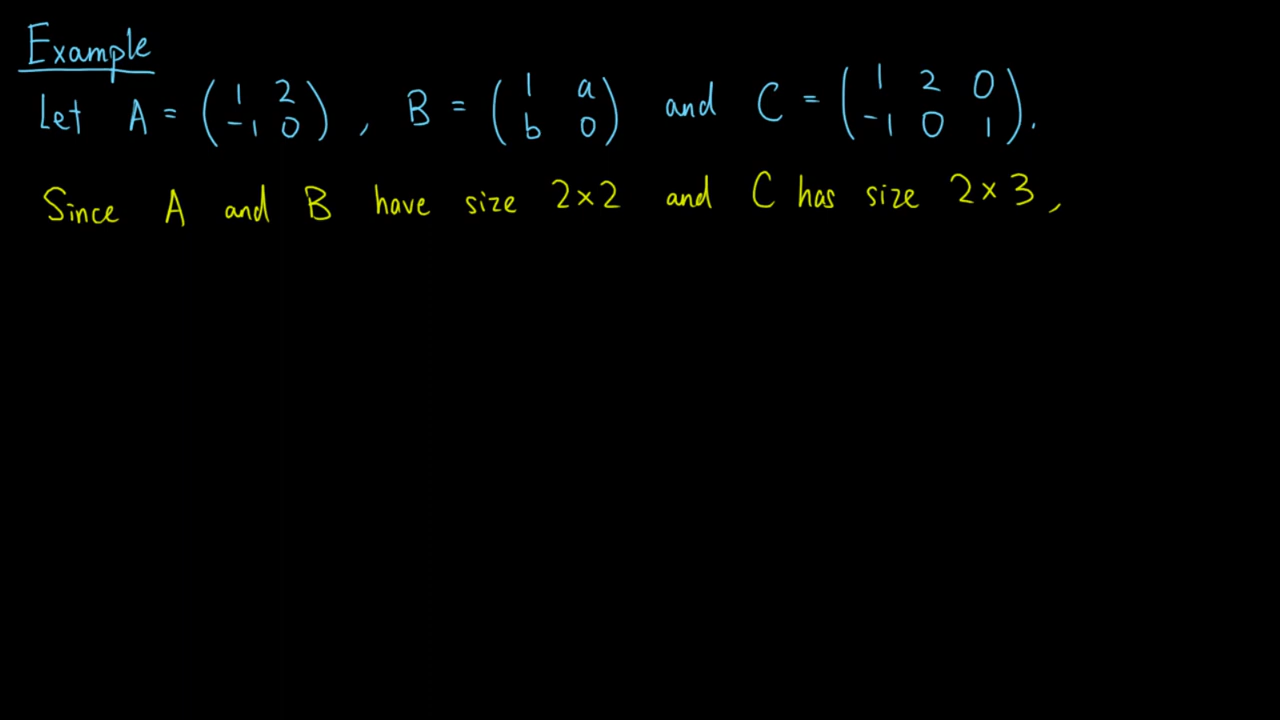 Example
Let A = ( 1 2 -1 0 ) , B = ( 1 a b 0 ) and C = ( 1 2 0 -1 0 1 ) .
Since A and B have size 2×2 and C has size 2×3 ,